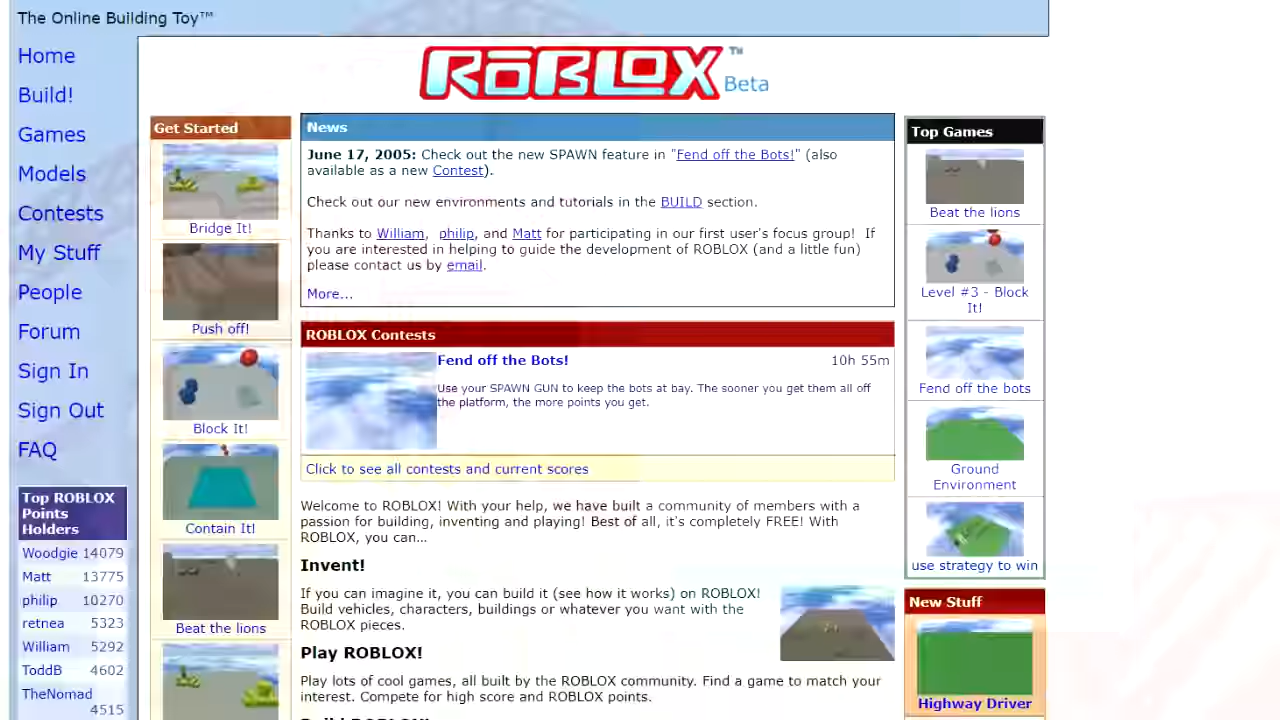 The Online Building Toy™
Home
Build!
Games
Models
Contests
My Stuff
People
Forum
Sign In
Sign Out
FAQ
Top ROBLOX
Points
Holders
Woodgie 14079
Matt 13775
philip 10270
retnea 5323
William 5292
ToddB 4602
TheNomad
4515
ROBLOX™
Beta
Get Started
Bridge It!
Push off!
Block It!
Contain It!
Beat the lions
News
June 17, 2005: Check out the new SPAWN feature in "Fend off the Bots!" (also
available as a new Contest).
Check out our new environments and tutorials in the BUILD section.
Thanks to William, philip, and Matt for participating in our first user's focus group! If
you are interested in helping to guide the development of ROBLOX (and a little fun)
please contact us by email.
More...
ROBLOX Contests
Fend off the Bots! 10h 55m
Use your SPAWN GUN to keep the bots at bay. The sooner you get them all off
the platform, the more points you get.
Click to see all contests and current scores
Welcome to ROBLOX! With your help, we have built a community of members with a
passion for building, inventing and playing! Best of all, it's completely FREE! With
ROBLOX, you can...
Invent!
If you can imagine it, you can build it (see how it works) on ROBLOX!
Build vehicles, characters, buildings or whatever you want with the
ROBLOX pieces.
Play ROBLOX!
Play lots of cool games, all built by the ROBLOX community. Find a game to match your
interest. Compete for high score and ROBLOX points.
Top Games
Beat the lions
Level #3 - Block
It!
Fend off the bots
Ground
Environment
use strategy to win
New Stuff
Highway Driver